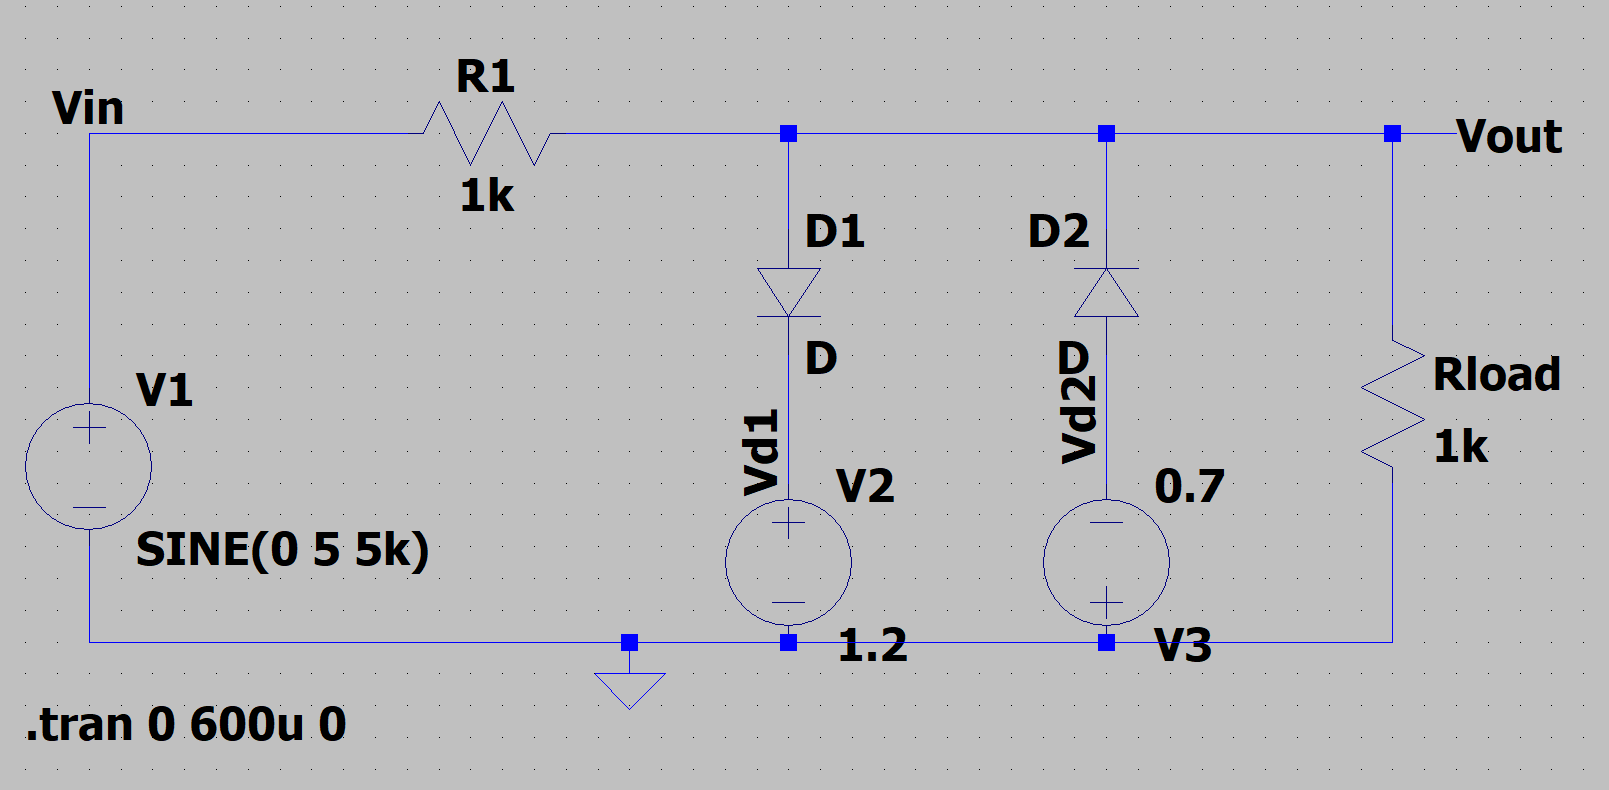 R1
Vin
Vout
1k
D1
D2
D
D
Rload
V1
Vd1
Vd2
1k
V2
0.7
SINE(0 5 5k)
1.2
V3
.tran 0 600u 0